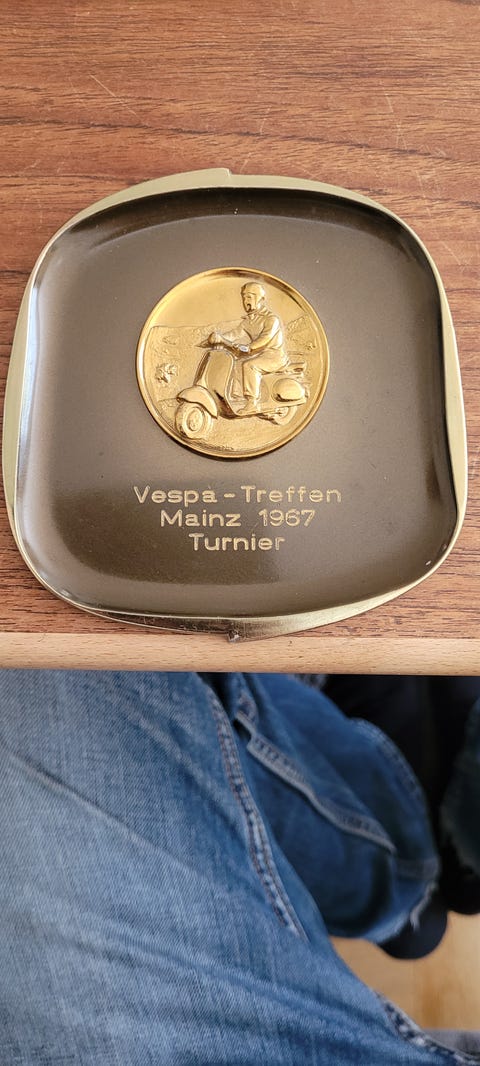 Vespa-Treffen
Mainz 1967
Turnier